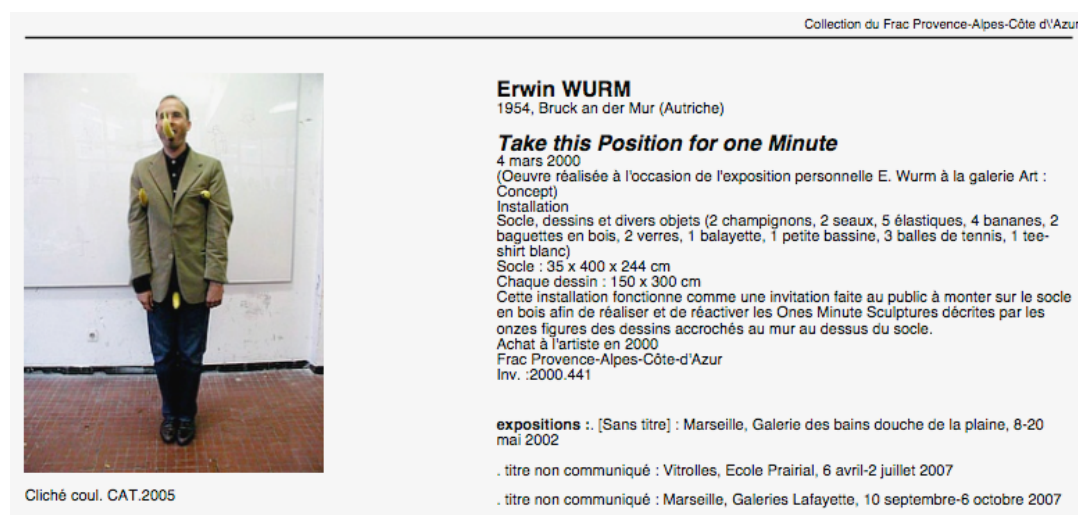 Collection du Frac Provence-Alpes-Côte d\'Azur
Erwin WURM
1954, Bruck an der Mur (Autriche)
Take this Position for one Minute
4 mars 2000
(Oeuvre réalisée à l'occasion de l'exposition personnelle E. Wurm à la galerie Art :
Concept)
Installation
Socle, dessins et divers objets (2 champignons, 2 seaux, 5 élastiques, 4 bananes, 2
baguettes en bois, 2 verres, 1 balayette, 1 petite bassine, 3 balles de tennis, 1 tee-
shirt blanc)
Socle : 35 x 400 x 244 cm
Chaque dessin : 150 x 300 cm
Cette installation fonctionne comme une invitation faite au public à monter sur le socle
en bois afin de réaliser et de réactiver les Ones Minute Sculptures décrites par les
onzes figures des dessins accrochés au mur au dessus du socle.
Achat à l'artiste en 2000
Frac Provence-Alpes-Côte-d'Azur
Inv. :2000.441
expositions :. [Sans titre] : Marseille, Galerie des bains douche de la plaine, 8-20
mai 2002
. titre non communiqué : Vitrolles, Ecole Prairial, 6 avril-2 juillet 2007
. titre non communiqué : Marseille, Galeries Lafayette, 10 septembre-6 octobre 2007
Cliché coul. CAT.2005